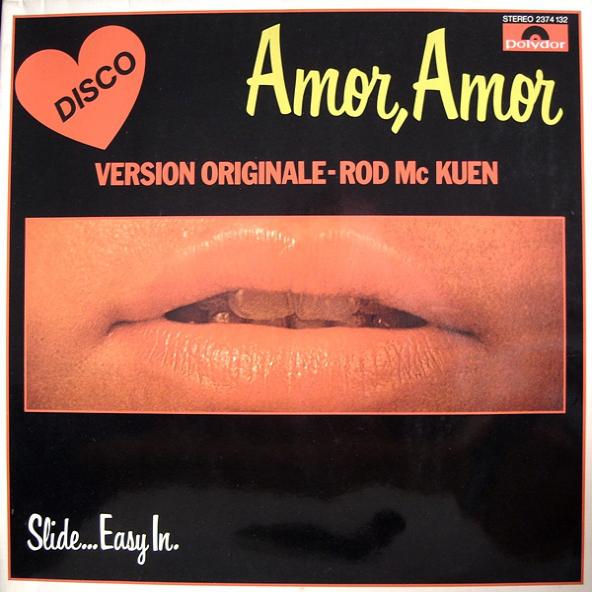 STEREO 2374 132
polydor
DISCO
Amor, Amor
VERSION ORIGINALE-ROD Mc KUEN
Slide...Easy In.